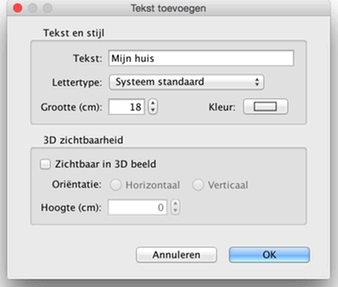 Tekst toevoegen
Tekst en stijl
Tekst: Mijn huis
Lettertype: Systeem standaard
Grootte (cm): 18 Kleur:
3D zichtbaarheid
Zichtbaar in 3D beeld
Oriëntatie: Horizontaal Verticaal
Hoogte (cm): 0
Annuleren OK